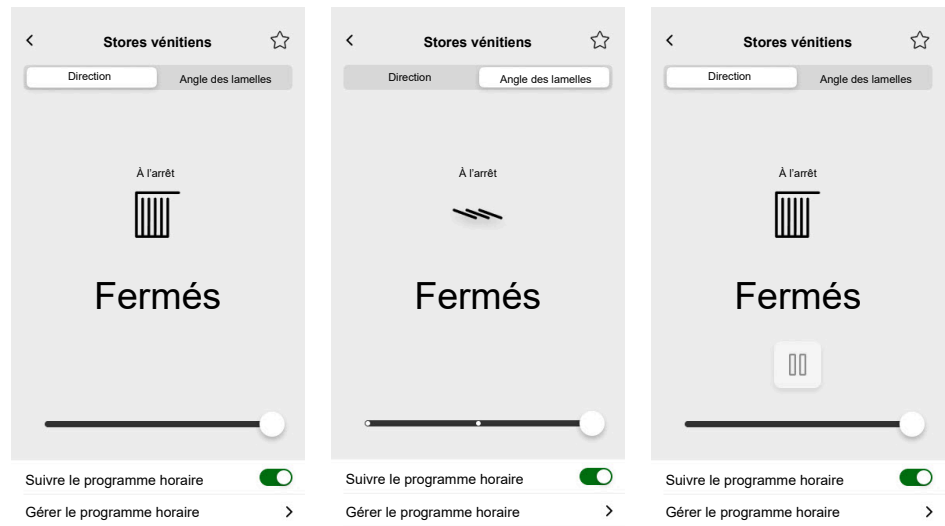 Stores vénitiens
Direction Angle des lamelles
À l'arrêt
Fermés
Suivre le programme horaire
Gérer le programme horaire
Stores vénitiens
Direction Angle des lamelles
À l'arrêt
Fermés
Suivre le programme horaire
Gérer le programme horaire
Stores vénitiens
Direction Angle des lamelles
À l'arrêt
Fermés
Suivre le programme horaire
Gérer le programme horaire